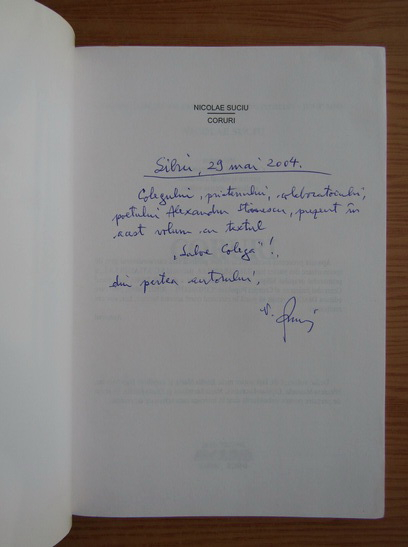 NICOLAE SUCIU
CORURI
Sibiu, 29 mai 2004.
Colegului, prietenului, colaboratorului,
poetului Alexandru Stănescu, prezent în
acest volum cu textul
„Salve Colega"!,
din partea autorului,
N. Suciu